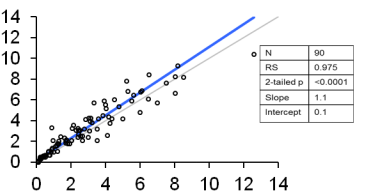 14
12
10
8
6
4
2
0
0 2 4 6 8 10 12 14
N 90
RS 0.975
2-tailed p <0.0001
Slope 1.1
Intercept 0.1